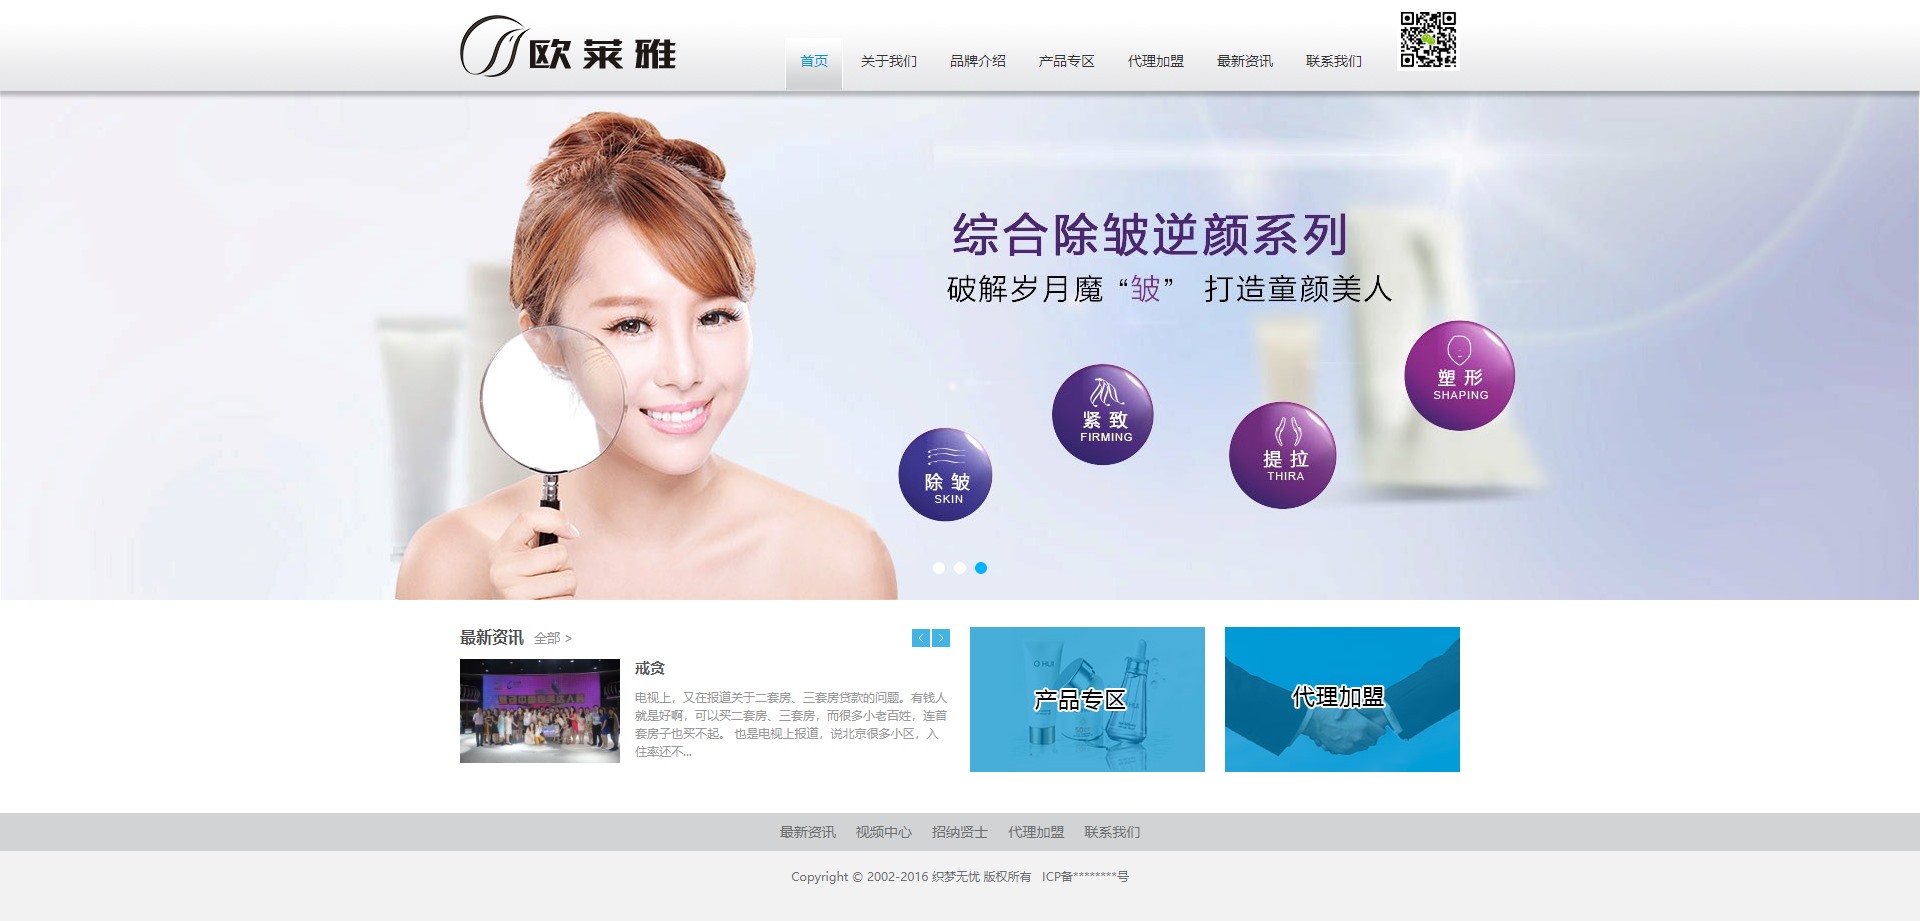 欧莱雅
首页 关于我们 品牌介绍 产品专区 代理加盟 最新资讯 联系我们
综合除皱逆颜系列
破解岁月魔“皱” 打造童颜美人
塑形
SHAPING
紧致
FIRMING
提拉
THIRA
除皱
SKIN
最新资讯 全部 >
戒贪
电视上，又在报道关于二套房、三套房贷款的问题。有钱人
就是好啊，可以买二套房、三套房，而很多小老百姓，连首
套房子也买不起。 也是电视上报道，说北京很多小区，入
住率还不...
O HUI
产品专区
代理加盟
最新资讯 视频中心 招纳贤士 代理加盟 联系我们
Copyright © 2002-2016 织梦无忧 版权所有 ICP备********号